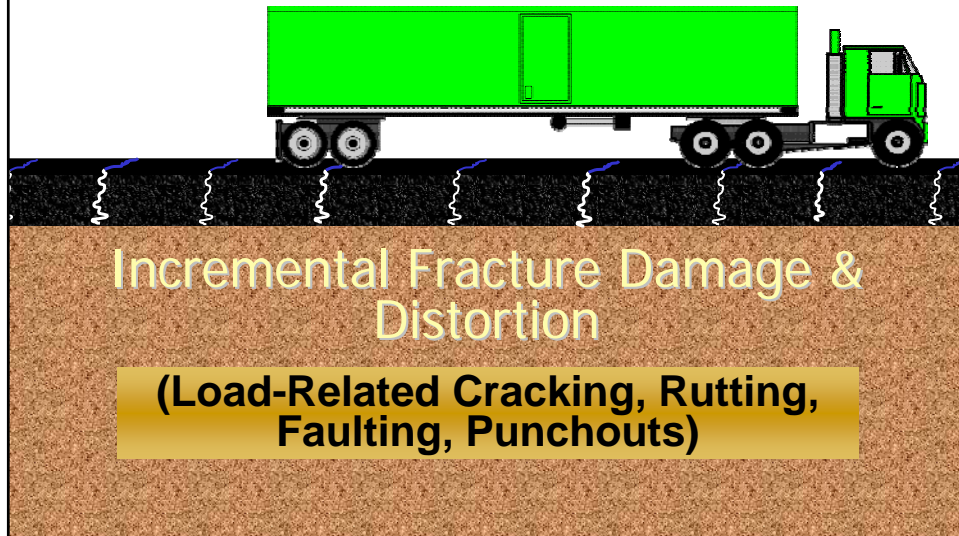 Incremental Fracture Damage &
Distortion
(Load-Related Cracking, Rutting,
Faulting, Punchouts)